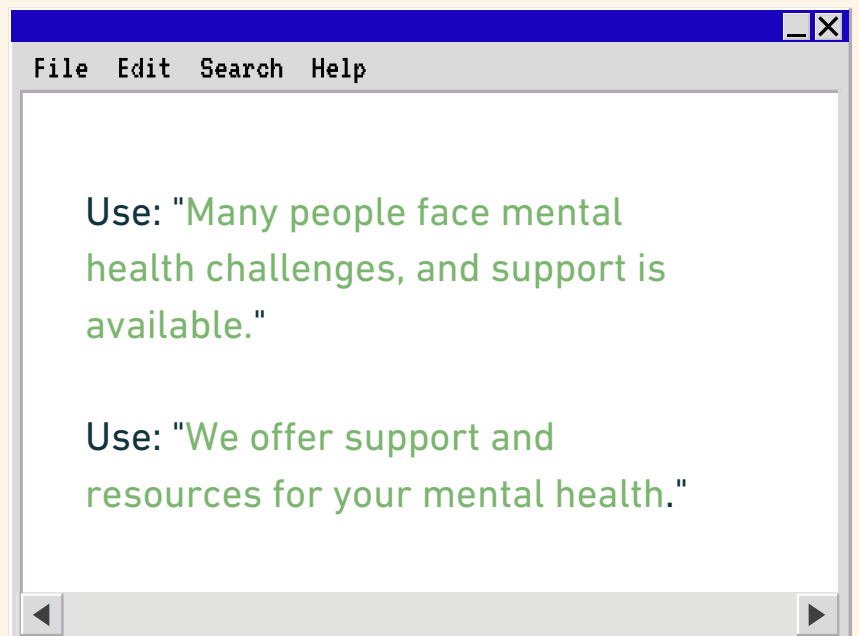 File Edit Search Help
Use: "Many people face mental
health challenges, and support is
available."
Use: "We offer support and
resources for your mental health."